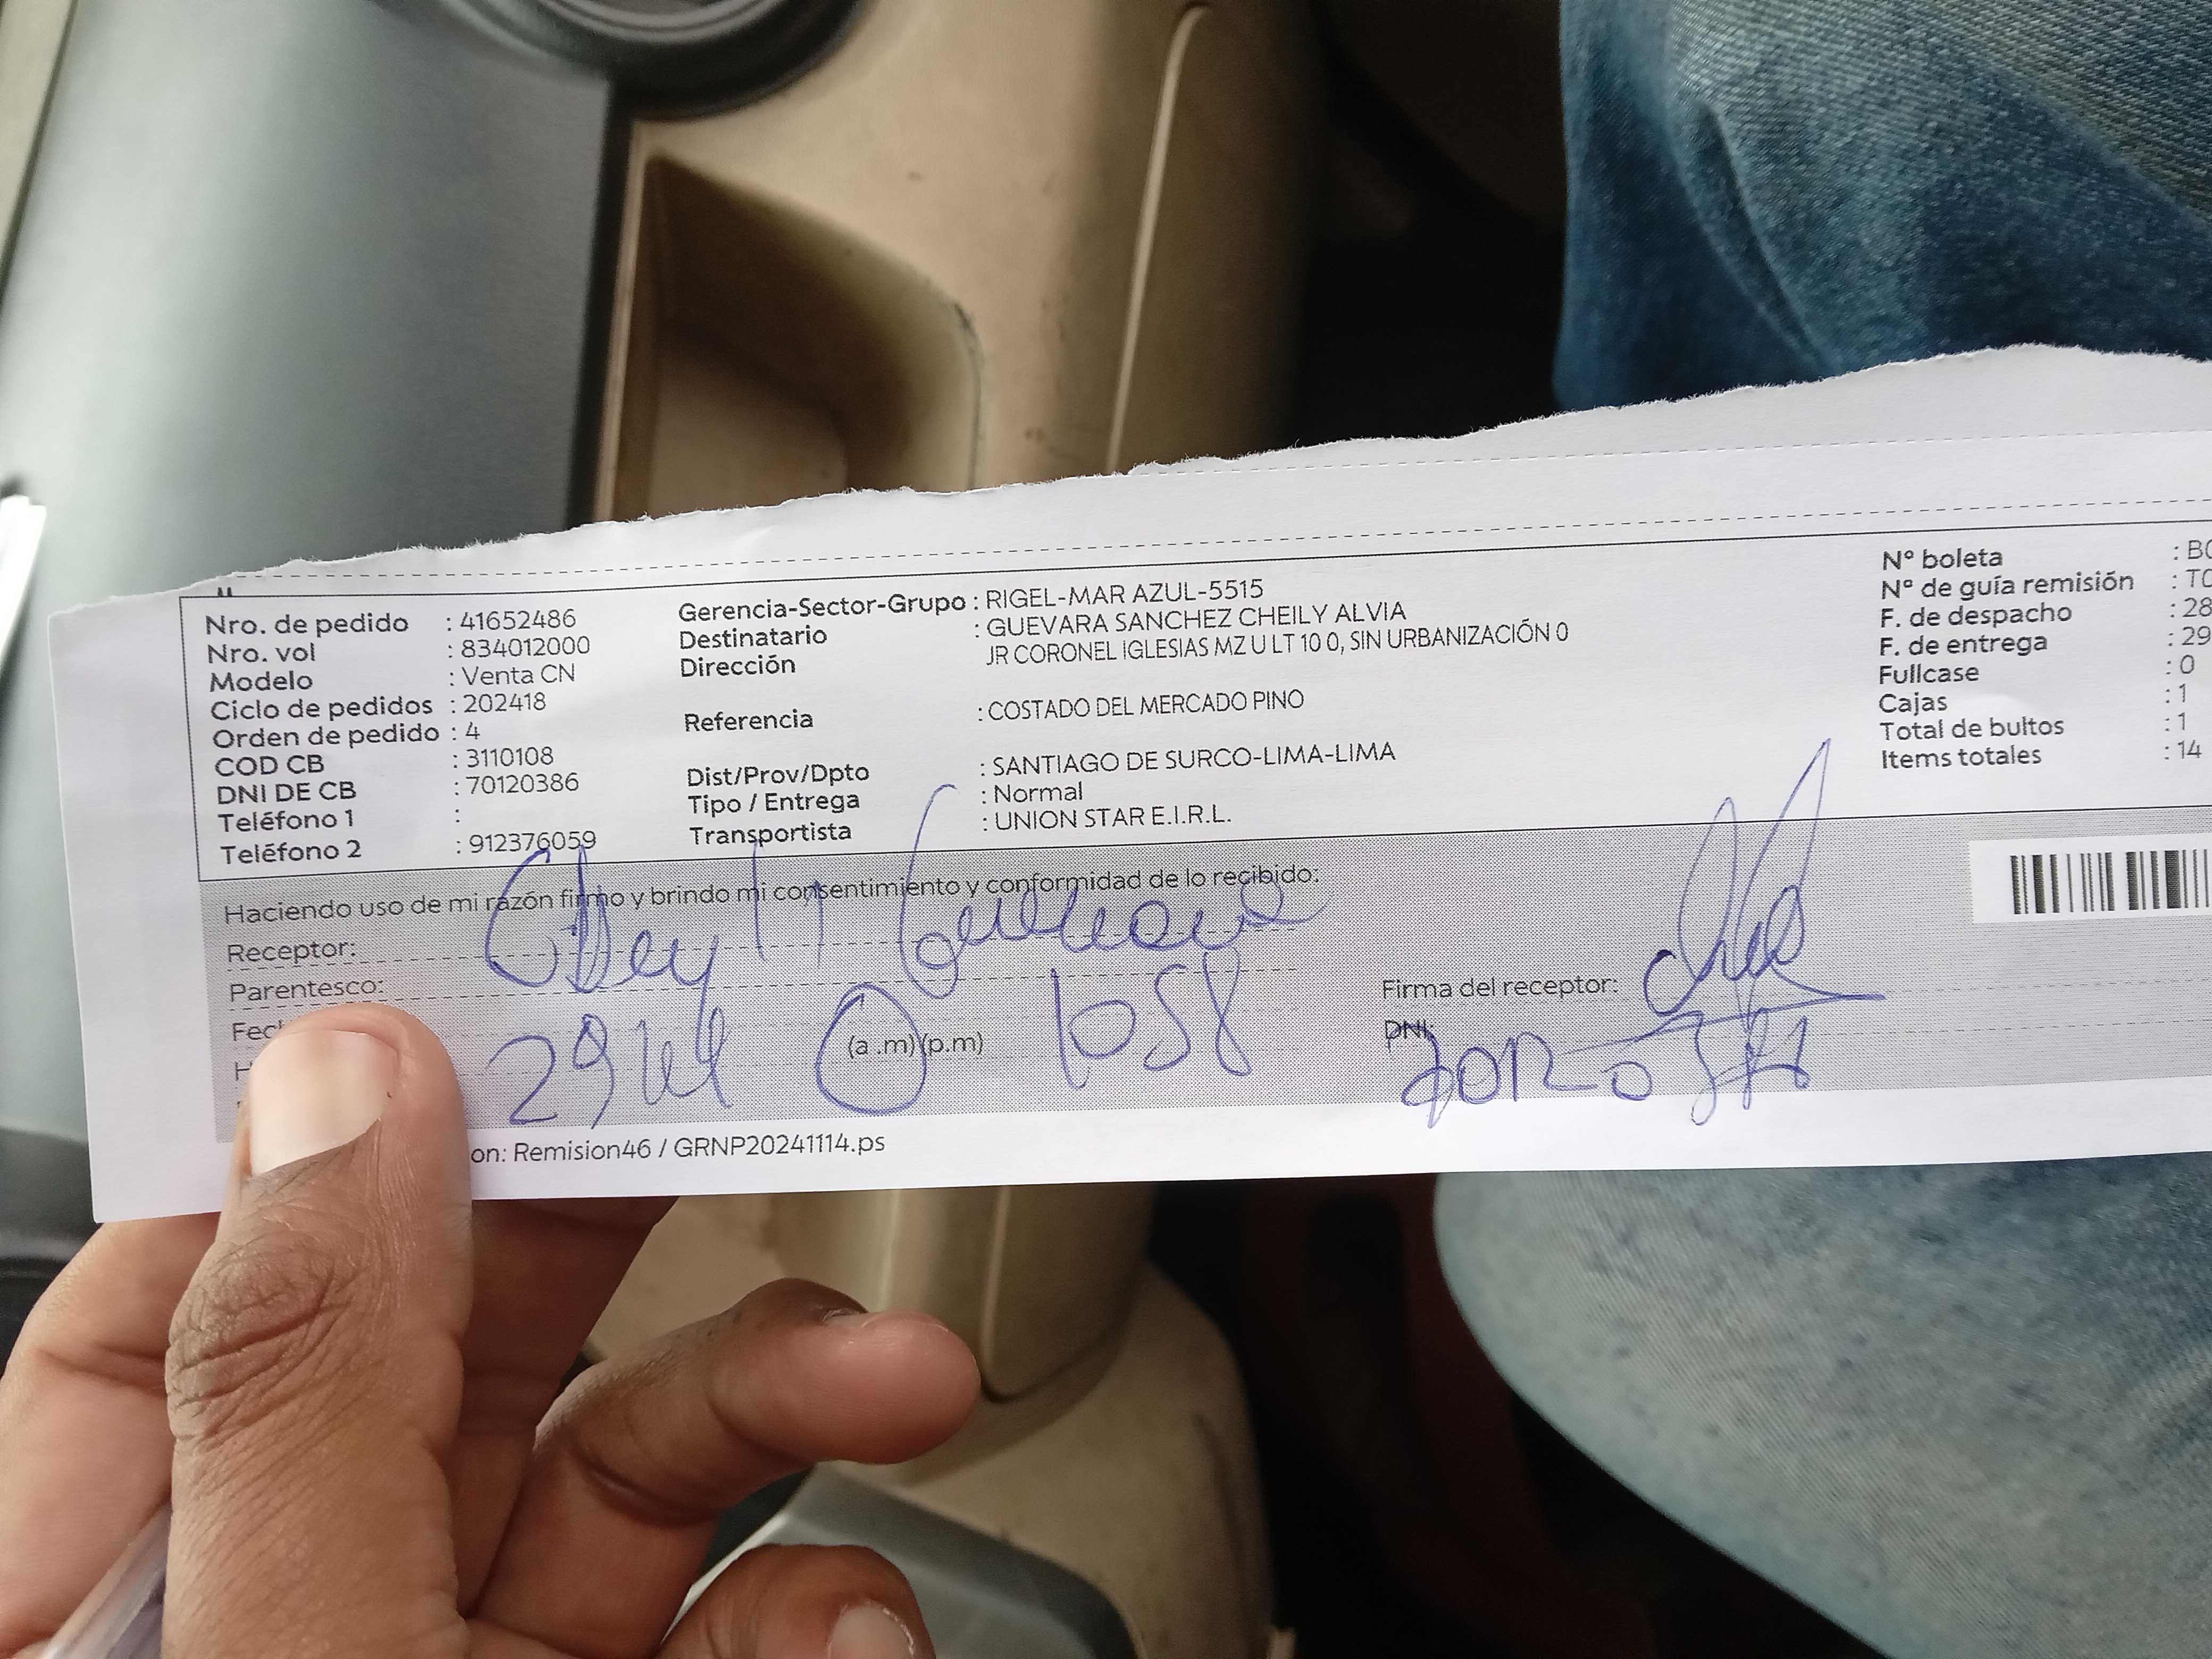 Nro. de pedido : 41652486
Nro. vol : 834012000
Modelo : Venta CN
Ciclo de pedidos : 202418
Orden de pedido : 4
COD CB : 3110108
DNI DE CB : 70120386
Teléfono 1 :
Teléfono 2 : 912376059
Gerencia-Sector-Grupo : RIGEL-MAR AZUL-5515
Destinatario : GUEVARA SANCHEZ CHEILY ALVIA
Dirección JR CORONEL IGLESIAS MZ U LT 10 0, SIN URBANIZACIÓN 0
Referencia : COSTADO DEL MERCADO PINO
Dist/Prov/Dpto : SANTIAGO DE SURCO-LIMA-LIMA
Tipo / Entrega : Normal
Transportista : UNION STAR E.I.R.L.
Nº boleta : B0
Nº de guía remisión : T0
F. de despacho : 28
F. de entrega : 29
Fullcase : 0
Cajas : 1
Total de bultos : 1
Items totales : 14
Haciendo uso de mi razón firmo y brindo mi consentimiento y conformidad de lo recibido:
Receptor:
Parentesco:
29 (a.m)(p.m) 1058
Firma del receptor:
DNI:
on: Remision46 / GRNP20241114.ps